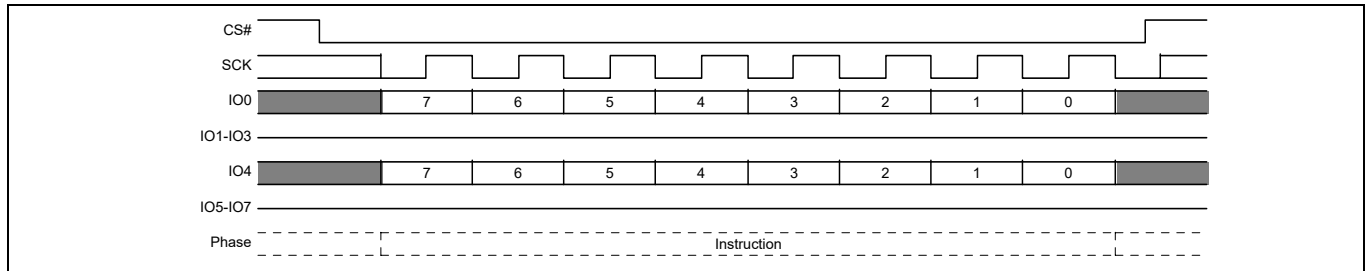 CS#
SCK
IO0 7 6 5 4 3 2 1 0
IO1-IO3
IO4 7 6 5 4 3 2 1 0
IO5-IO7
Phase Instruction